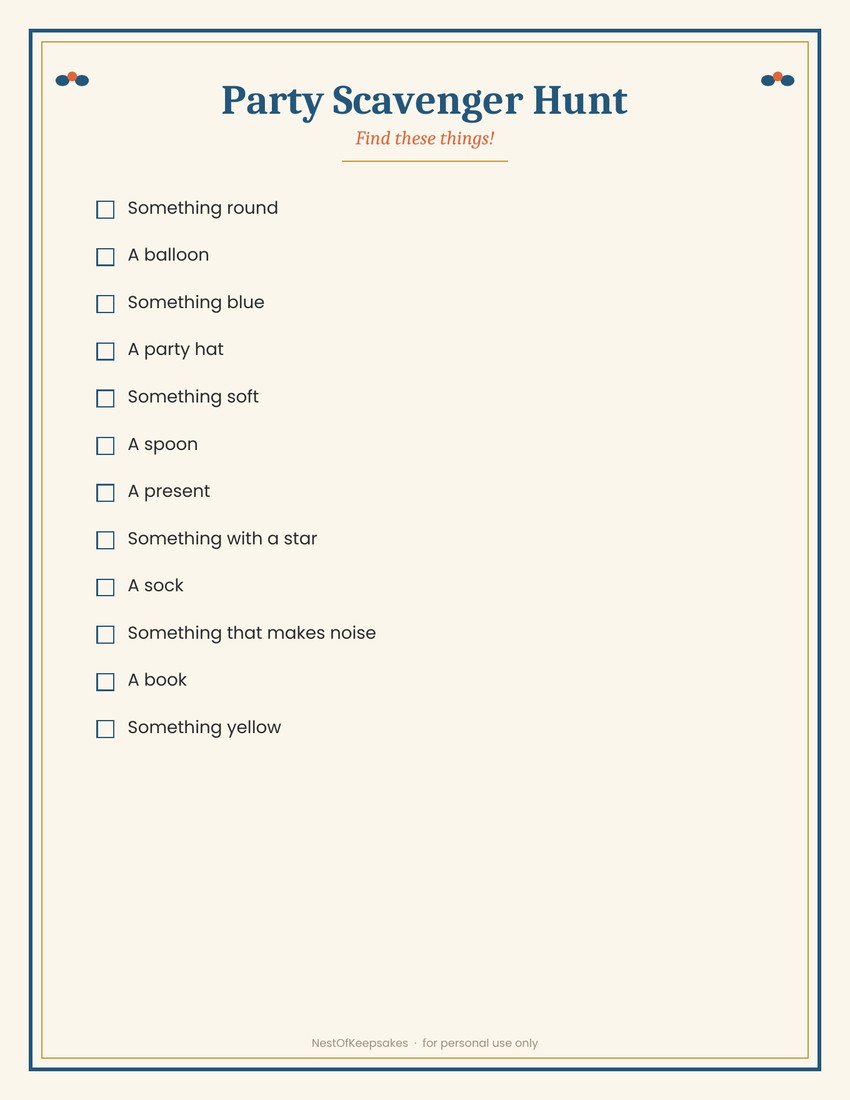 Party Scavenger Hunt
Find these things!
Something round
A balloon
Something blue
A party hat
Something soft
A spoon
A present
Something with a star
A sock
Something that makes noise
A book
Something yellow
NestOfKeepsakes · for personal use only